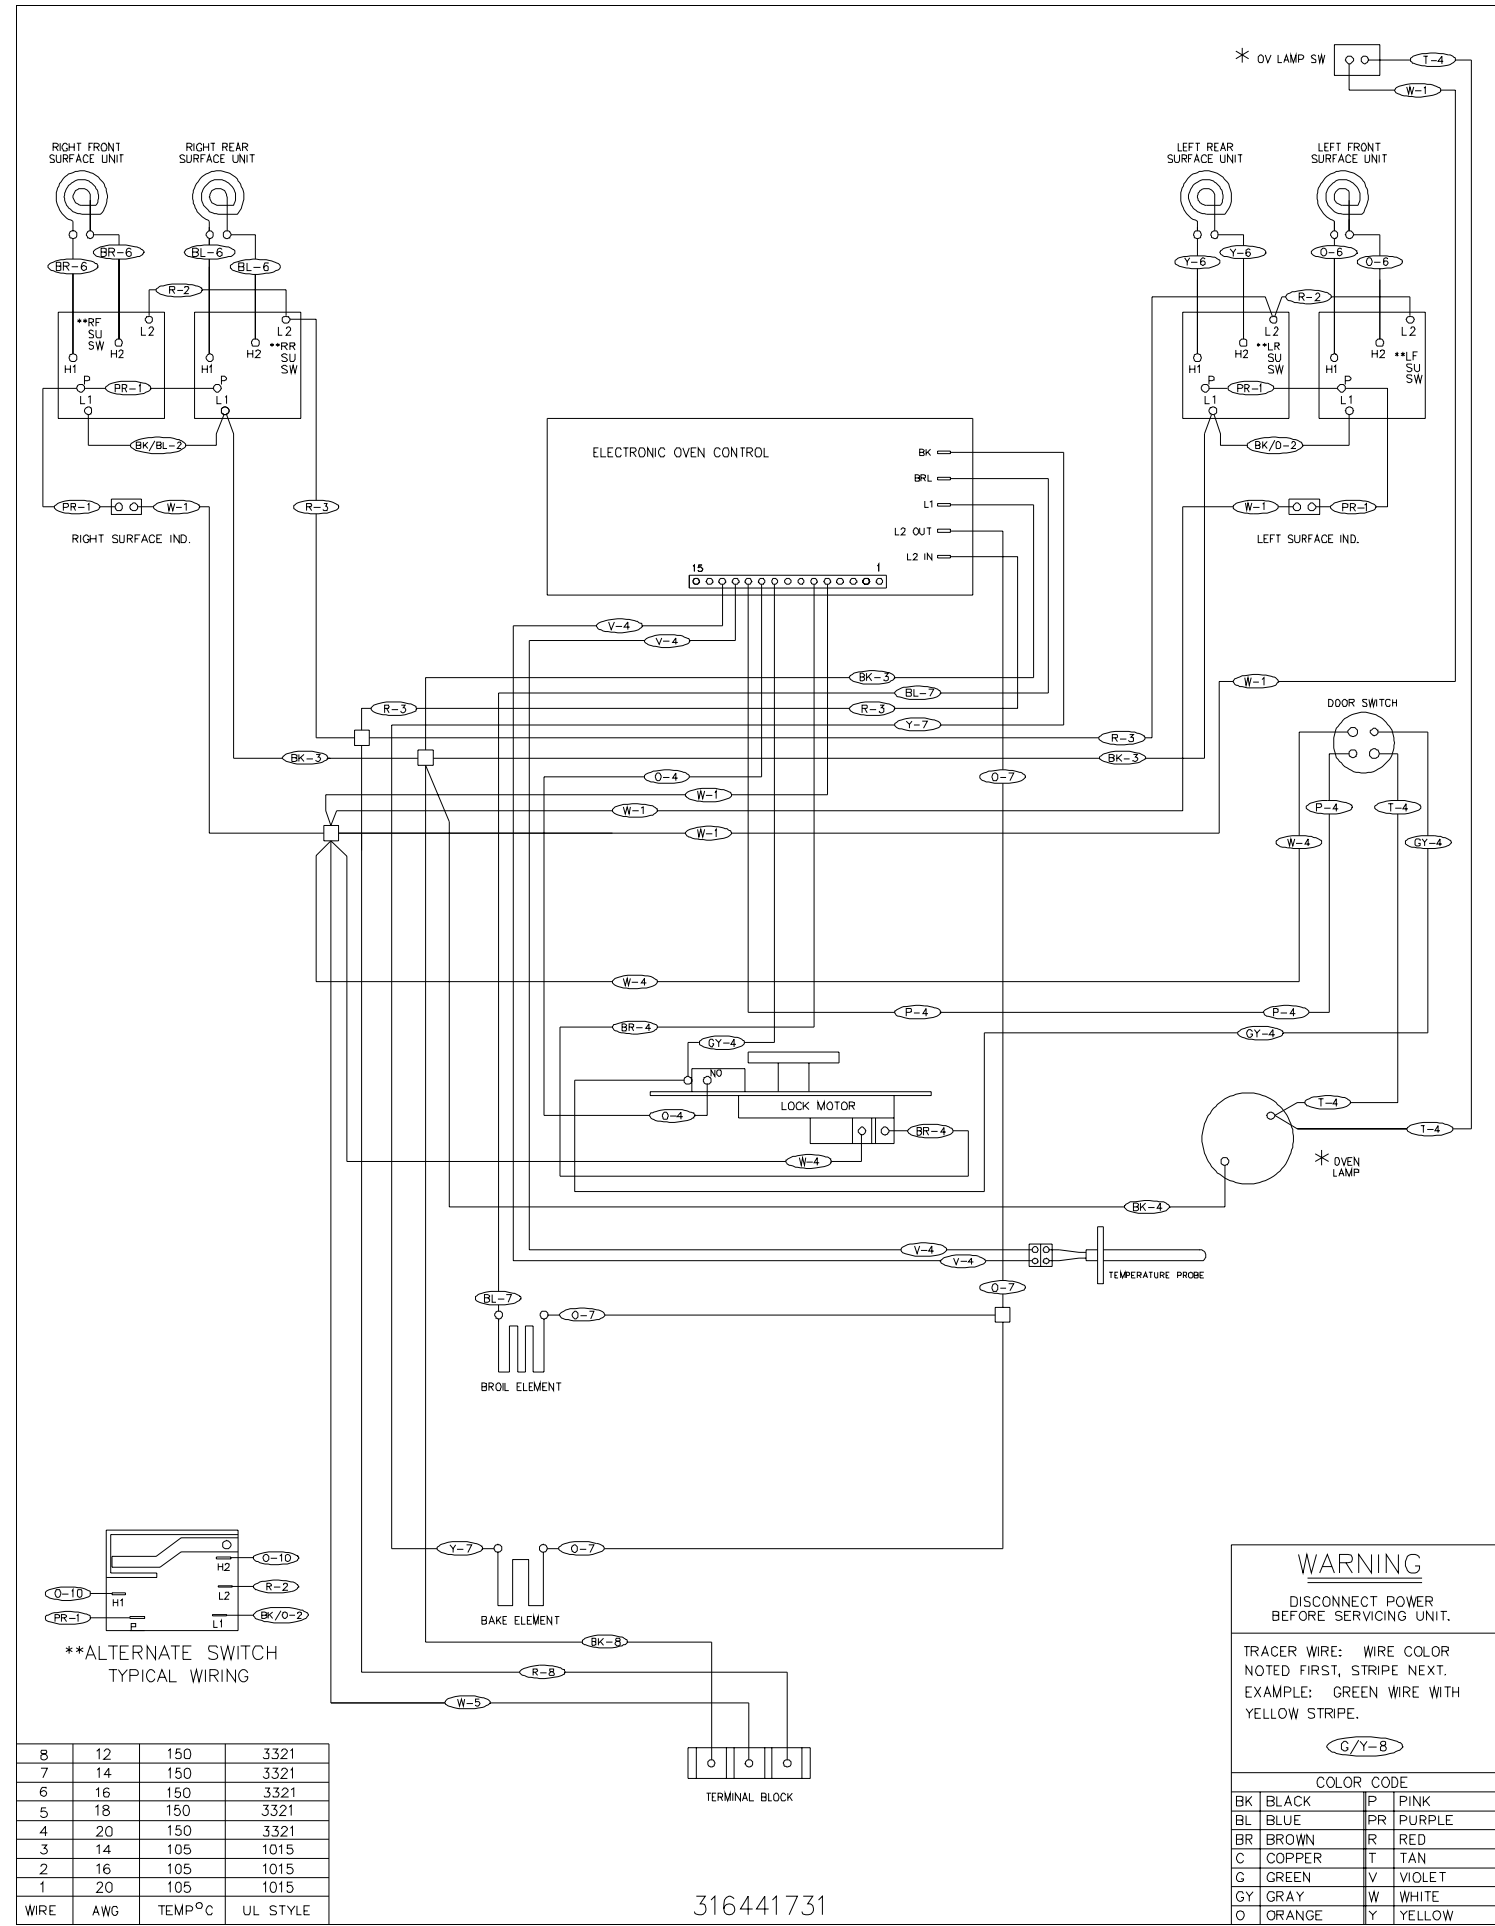 * OV LAMP SW
T-4
W-1
RIGHT FRONT
SURFACE UNIT
RIGHT REAR
SURFACE UNIT
LEFT REAR
SURFACE UNIT
LEFT FRONT
SURFACE UNIT
BR-6
BR-6
BL-6
BL-6
Y-6
Y-6
O-6
O-6
R-2
R-2
**RF
SU
SW
L2
H1
H2
P
L1
PR-1
L2
**RR
SU
SW
H1
H2
P
L1
L2
**LR
SU
SW
H1
H2
P
L1
PR-1
L2
**LF
SU
SW
H1
H2
P
L1
BK/BL-2
BK/O-2
PR-1
W-1
RIGHT SURFACE IND.
R-3
W-1
PR-1
LEFT SURFACE IND.
ELECTRONIC OVEN CONTROL
BK
BRL
L1
L2 OUT
L2 IN
15
1
V-4
V-4
BK-3
BL-7
R-3
R-3
Y-7
W-1
R-3
BK-3
BK-3
O-4
O-7
W-1
W-1
W-1
DOOR SWITCH
P-4
T-4
W-4
GY-4
W-4
P-4
P-4
BR-4
GY-4
GY-4
NO
LOCK MOTOR
O-4
BR-4
W-4
T-4
T-4
* OVEN
LAMP
BK-4
V-4
V-4
TEMPERATURE PROBE
O-7
BL-7
O-7
BROIL ELEMENT
Y-7
O-7
BAKE ELEMENT
BK-8
R-8
W-5
TERMINAL BLOCK
H2
O-10
L2
R-2
O-10
H1
PR-1
P
L1
BK/O-2
**ALTERNATE SWITCH
TYPICAL WIRING
8 12 150 3321
7 14 150 3321
6 16 150 3321
5 18 150 3321
4 20 150 3321
3 14 105 1015
2 16 105 1015
1 20 105 1015
WIRE AWG TEMP°C UL STYLE
316441731
WARNING
DISCONNECT POWER
BEFORE SERVICING UNIT.
TRACER WIRE: WIRE COLOR
NOTED FIRST, STRIPE NEXT.
EXAMPLE: GREEN WIRE WITH
YELLOW STRIPE.
G/Y-8
COLOR CODE
BK BLACK P PINK
BL BLUE PR PURPLE
BR BROWN R RED
C COPPER T TAN
G GREEN V VIOLET
GY GRAY W WHITE
O ORANGE Y YELLOW